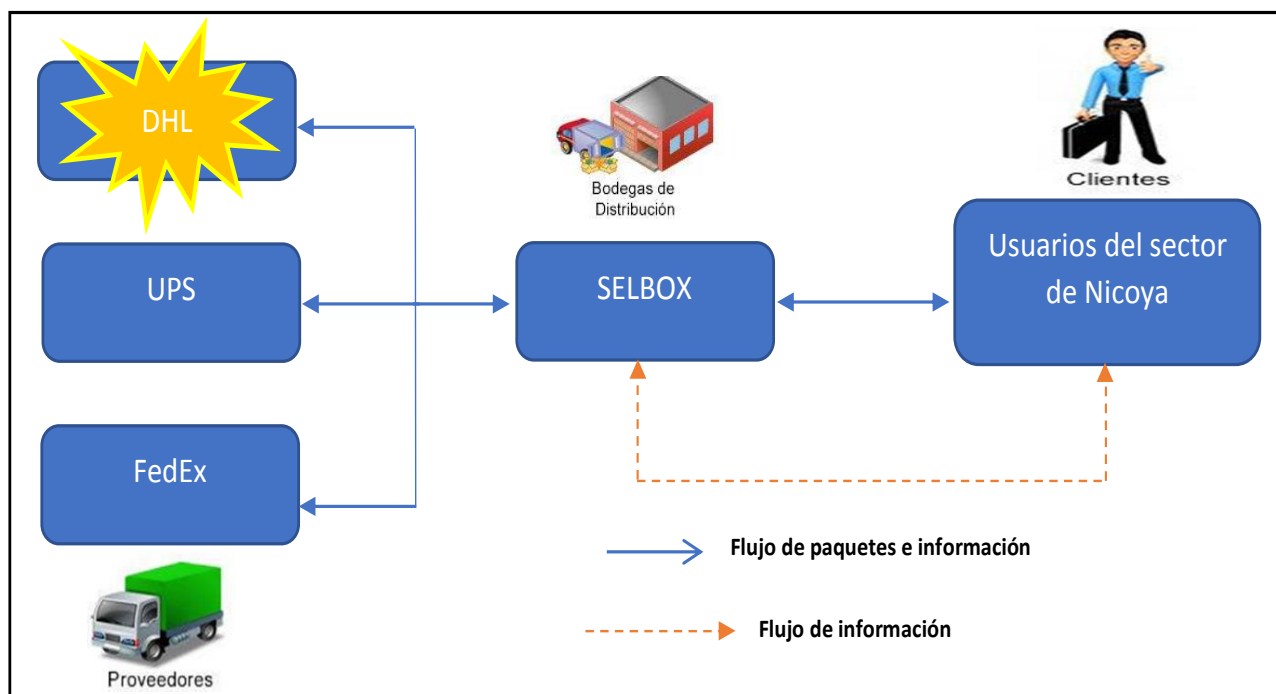 DHL
UPS
FedEx
Proveedores
Bodegas de
Distribución
SELBOX
Clientes
Usuarios del sector
de Nicoya
Flujo de paquetes e información
Flujo de información